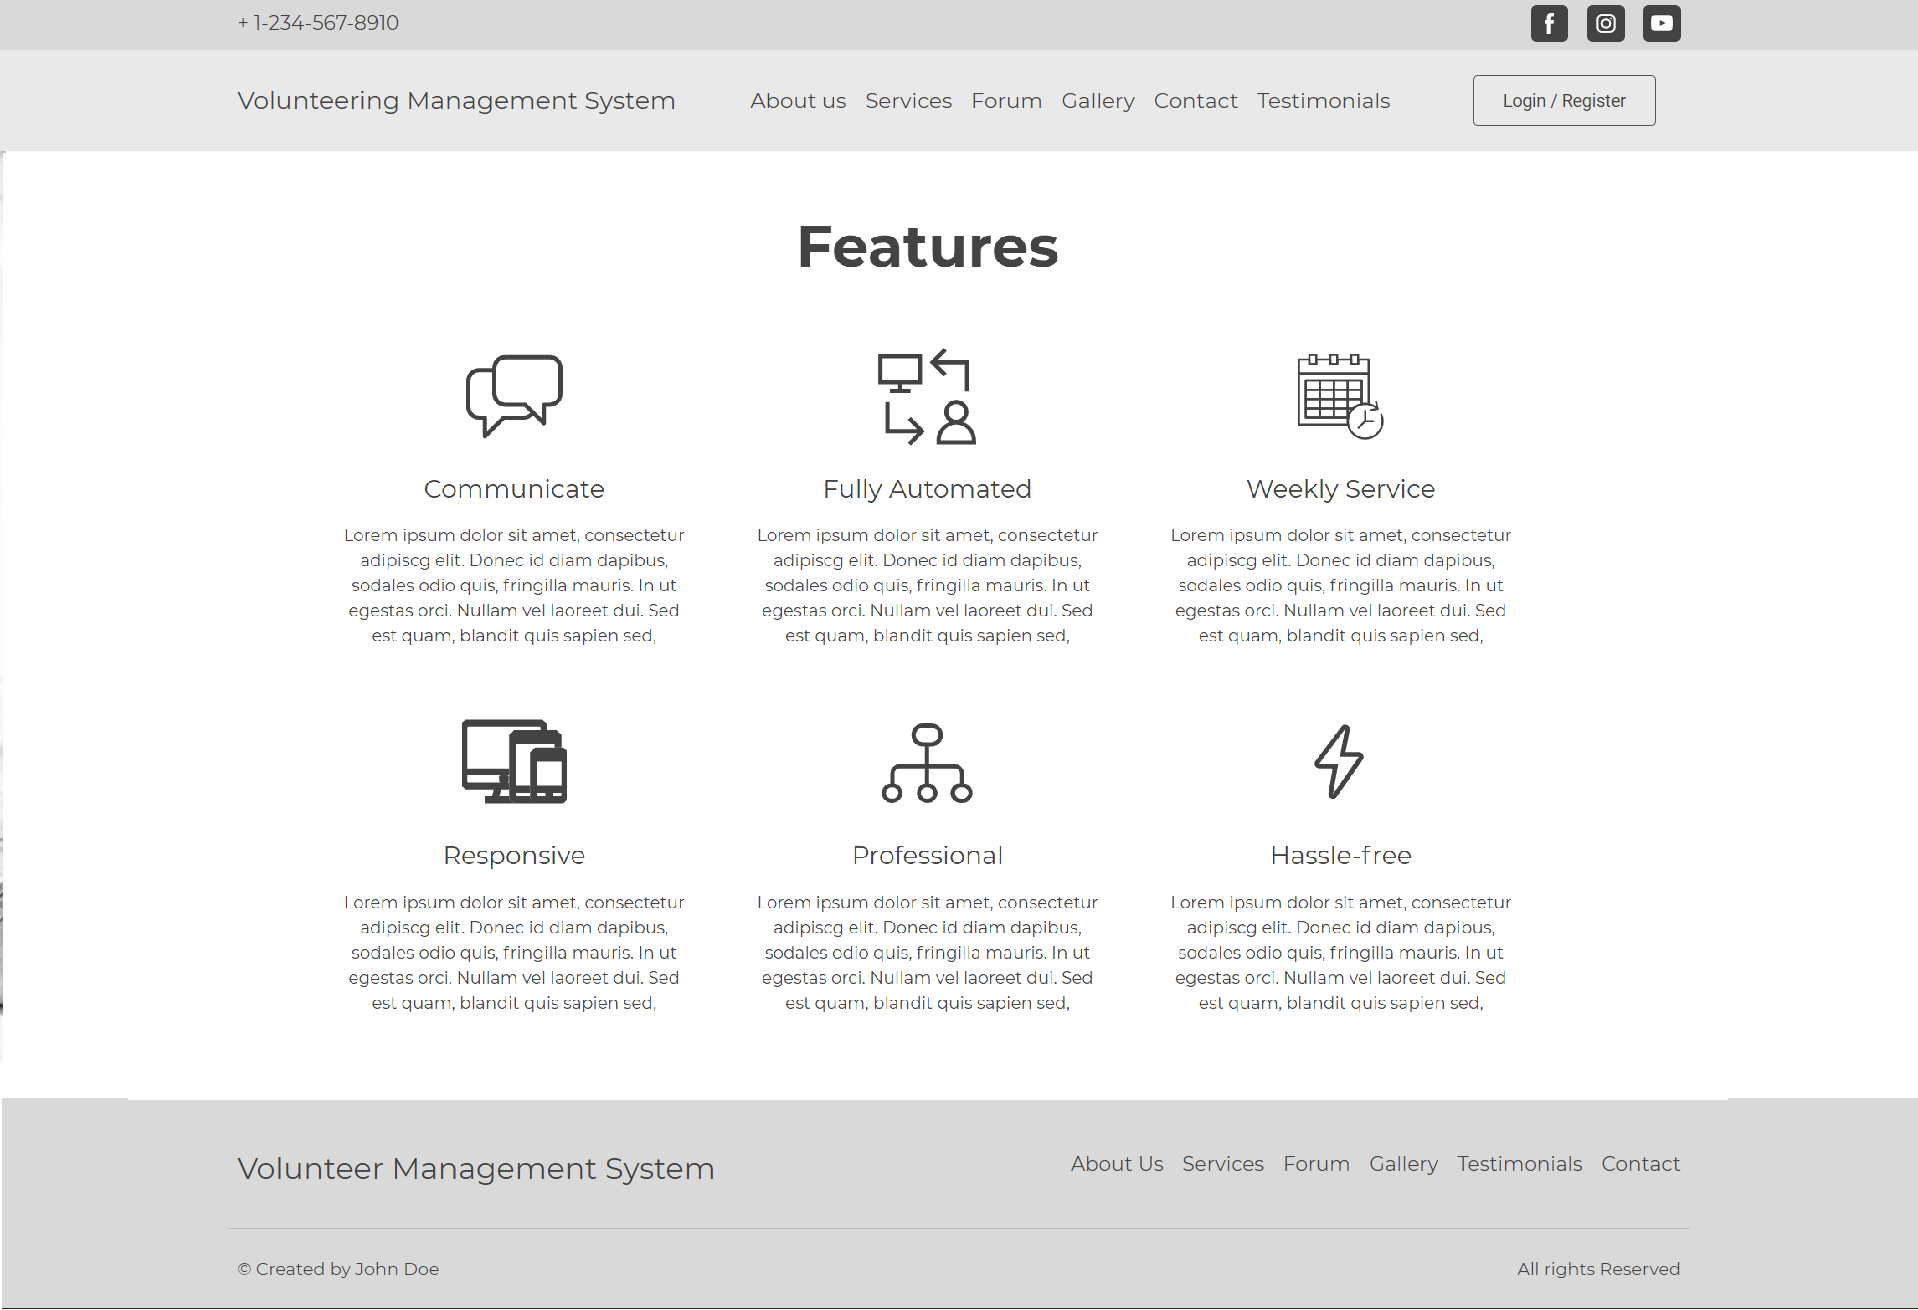 + 1-234-567-8910
Volunteering Management System
About us Services Forum Gallery Contact Testimonials
Login / Register
Features
Communicate
Lorem ipsum dolor sit amet, consectetur
adipiscg elit. Donec id diam dapibus,
sodales odio quis, fringilla mauris. In ut
egestas orci. Nullam vel laoreet dui. Sed
est quam, blandit quis sapien sed,
Fully Automated
Lorem ipsum dolor sit amet, consectetur
adipiscg elit. Donec id diam dapibus,
sodales odio quis, fringilla mauris. In ut
egestas orci. Nullam vel laoreet dui. Sed
est quam, blandit quis sapien sed,
Weekly Service
Lorem ipsum dolor sit amet, consectetur
adipiscg elit. Donec id diam dapibus,
sodales odio quis, fringilla mauris. In ut
egestas orci. Nullam vel laoreet dui. Sed
est quam, blandit quis sapien sed,
Responsive
Lorem ipsum dolor sit amet, consectetur
adipiscg elit. Donec id diam dapibus,
sodales odio quis, fringilla mauris. In ut
egestas orci. Nullam vel laoreet dui. Sed
est quam, blandit quis sapien sed,
Professional
Lorem ipsum dolor sit amet, consectetur
adipiscg elit. Donec id diam dapibus,
sodales odio quis, fringilla mauris. In ut
egestas orci. Nullam vel laoreet dui. Sed
est quam, blandit quis sapien sed,
Hassle-free
Lorem ipsum dolor sit amet, consectetur
adipiscg elit. Donec id diam dapibus,
sodales odio quis, fringilla mauris. In ut
egestas orci. Nullam vel laoreet dui. Sed
est quam, blandit quis sapien sed,
Volunteer Management System
About Us Services Forum Gallery Testimonials Contact
© Created by John Doe
All rights Reserved